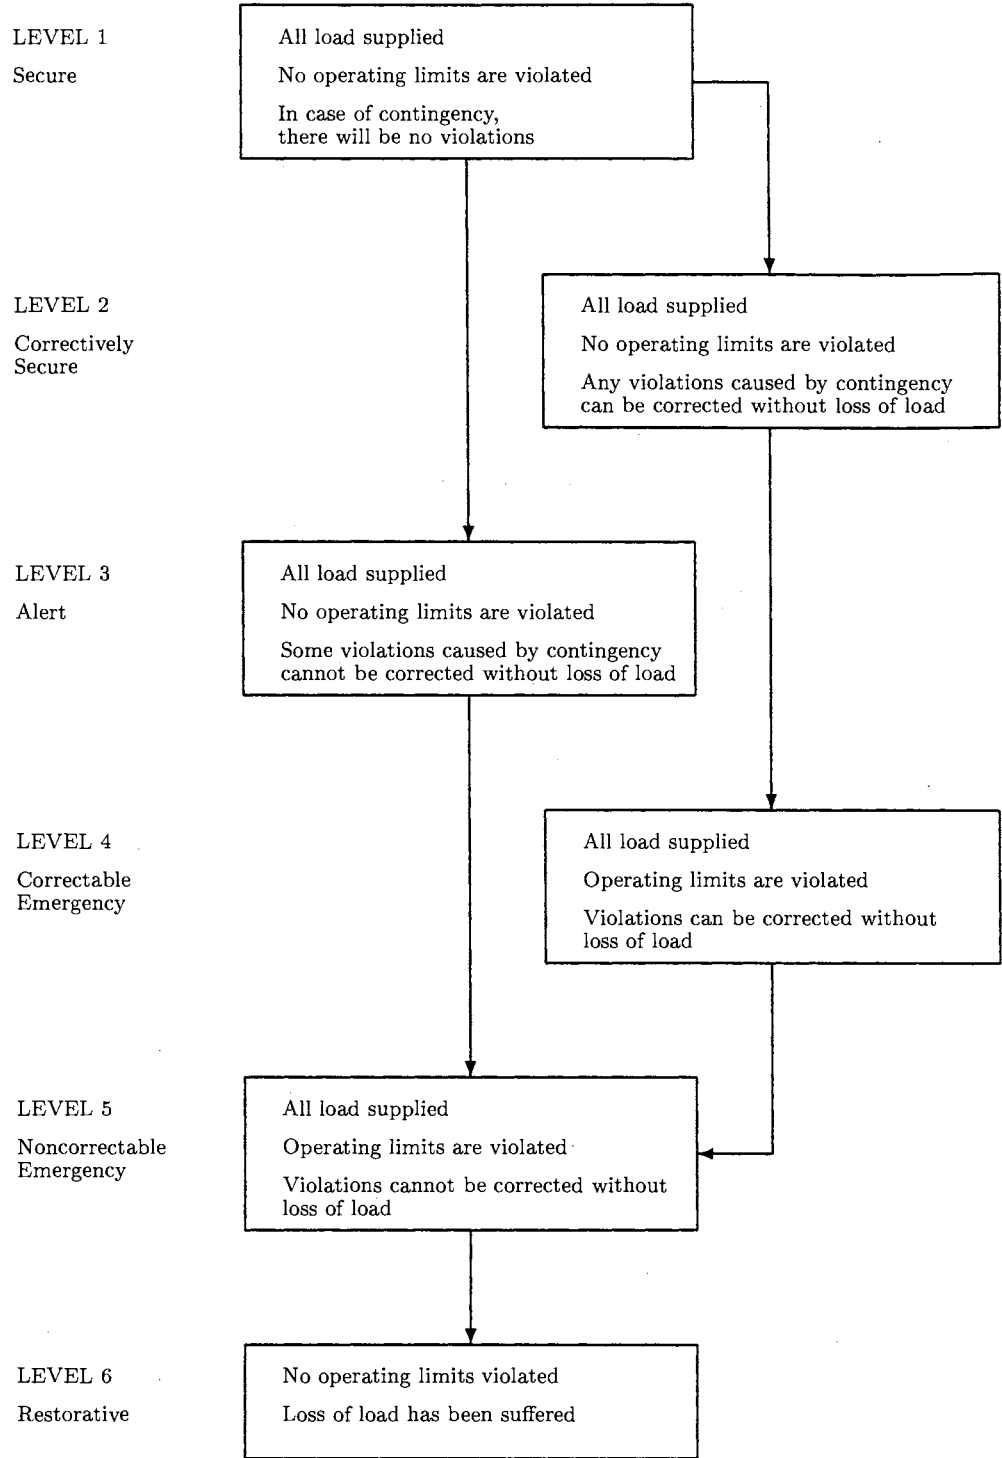 LEVEL 1
Secure
All load supplied
No operating limits are violated
In case of contingency,
there will be no violations
LEVEL 2
Correctively
Secure
All load supplied
No operating limits are violated
Any violations caused by contingency
can be corrected without loss of load
LEVEL 3
Alert
All load supplied
No operating limits are violated
Some violations caused by contingency
cannot be corrected without loss of load
LEVEL 4
Correctable
Emergency
All load supplied
Operating limits are violated
Violations can be corrected without
loss of load
LEVEL 5
Noncorrectable
Emergency
All load supplied
Operating limits are violated
Violations cannot be corrected without
loss of load
LEVEL 6
Restorative
No operating limits violated
Loss of load has been suffered